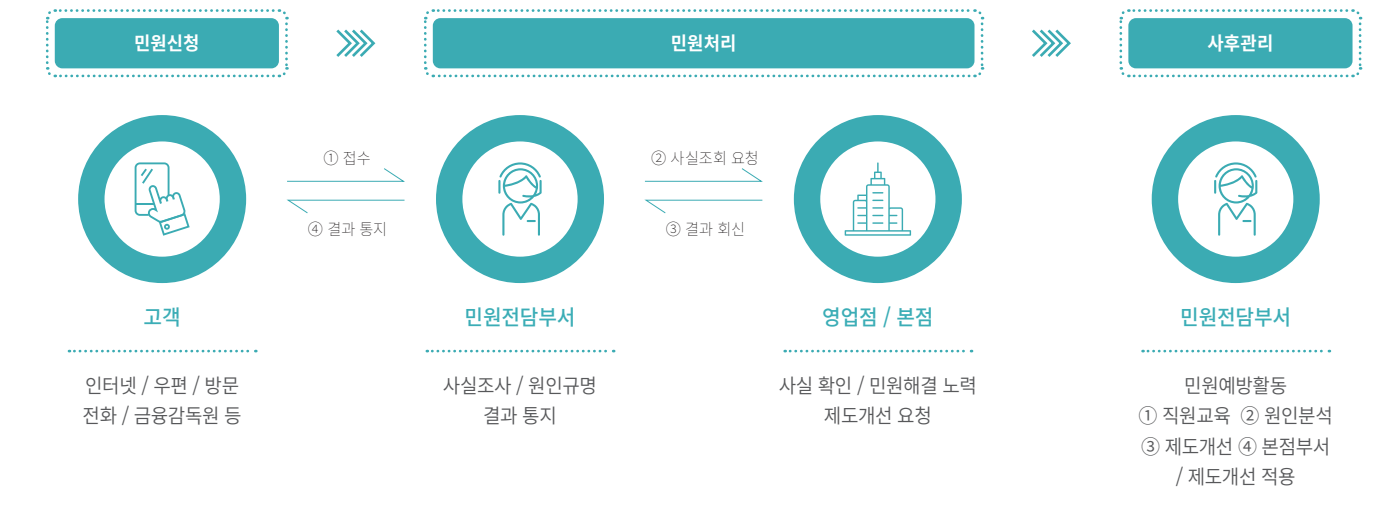 민원신청
민원처리
사후관리
① 접수
② 사실조회 요청
④ 결과 통지
③ 결과 회신
고객
민원전담부서
영업점 / 본점
민원전담부서
인터넷 / 우편 / 방문
전화 / 금융감독원 등
사실조사 / 원인규명
결과 통지
사실 확인 / 민원해결 노력
제도개선 요청
민원예방활동
① 직원교육 ② 원인분석
③ 제도개선 ④ 본점부서
/ 제도개선 적용